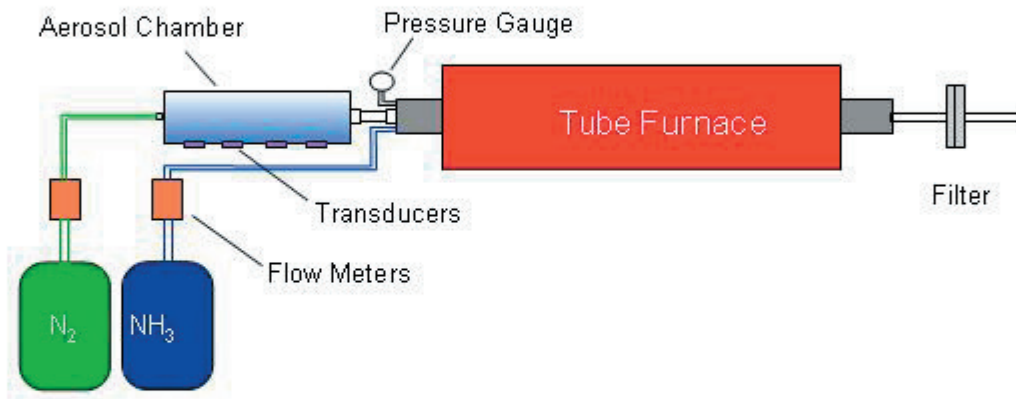 Aerosol Chamber
Pressure Gauge
Tube Furnace
Filter
Transducers
Flow Meters
N₂
NH₃